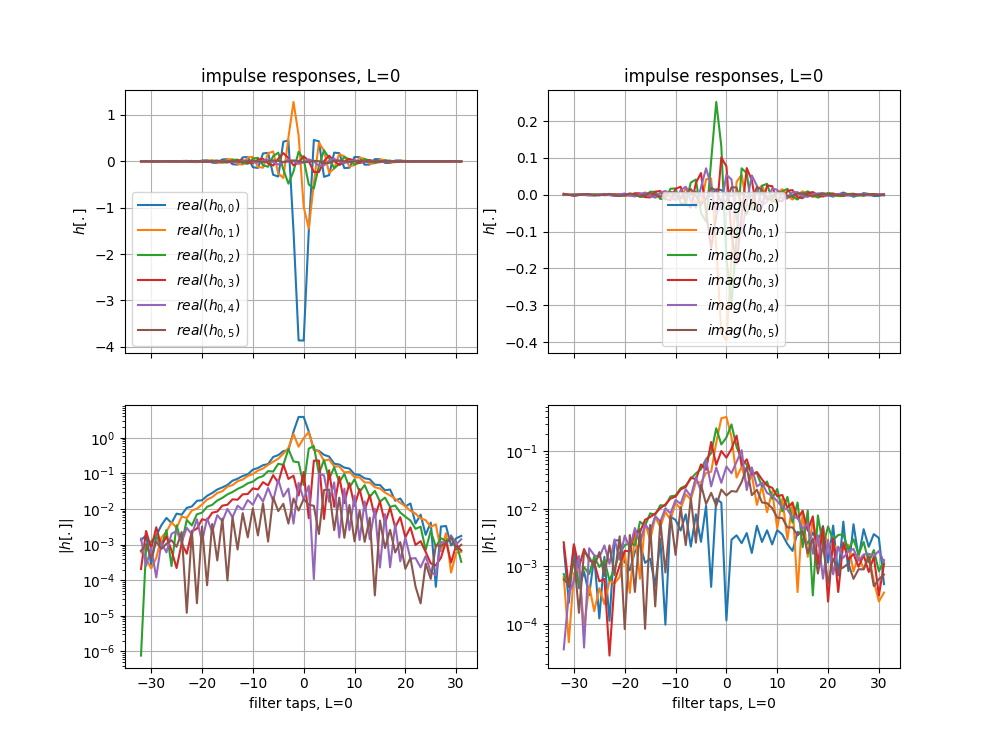 impulse responses, L=0
1
0
−1
−2
−3
−4
h[.]
real(h0,0)
real(h0,1)
real(h0,2)
real(h0,3)
real(h0,4)
real(h0,5)
impulse responses, L=0
0.2
0.1
0.0
−0.1
−0.2
−0.3
−0.4
h[.]
imag(h0,0)
imag(h0,1)
imag(h0,2)
imag(h0,3)
imag(h0,4)
imag(h0,5)
10^0
10^−1
10^−2
10^−3
10^−4
10^−5
10^−6
|h[.]|
−30 −20 −10 0 10 20 30
filter taps, L=0
10^−1
10^−2
10^−3
10^−4
|h[.]|
−30 −20 −10 0 10 20 30
filter taps, L=0